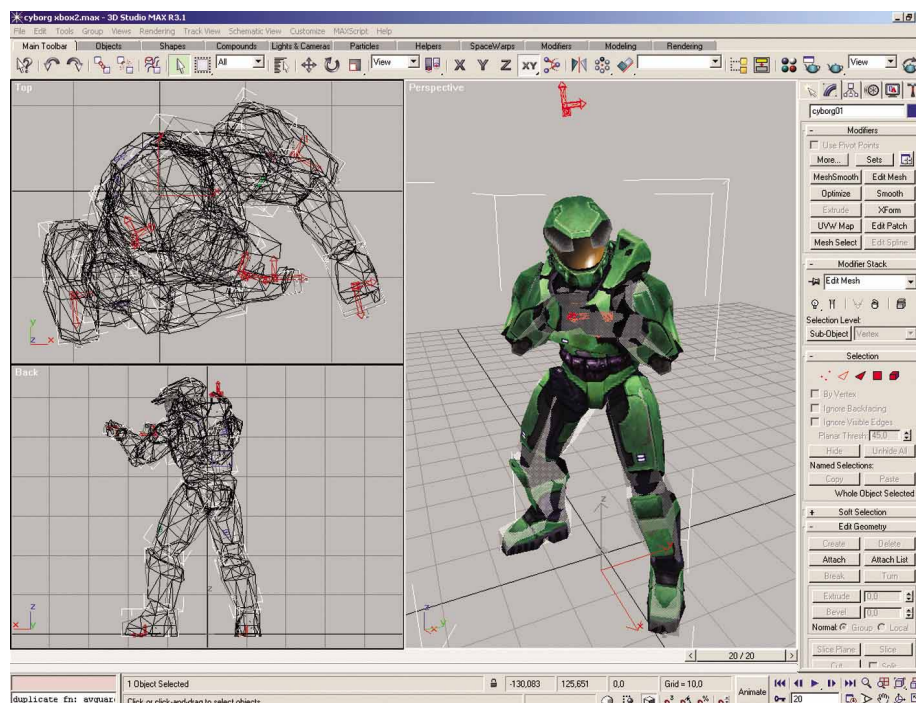 cyborg xbox2.max - 3D Studio MAX R3.1
File Edit Tools Group Views Rendering Track View Schematic View Customize MAXScript Help
Main Toolbar Objects Shapes Compounds Lights & Cameras Particles Helpers SpaceWarps Modifiers Modeling Rendering
All View X Y Z XY View
Top
Perspective
cyborg01
- Modifiers
Use Pivot Points
More... Sets
MeshSmooth Edit Mesh
Optimize Smooth
Extrude XForm
UVW Map Edit Patch
Mesh Select Edit Spline
- Modifier Stack
Edit Mesh
Selection Level:
Sub-Object Vertex
- Selection
By Vertex
Ignore Backfacing
Ignore Visible Edges
Planar Thresh: 45,0
Hide Unhide All
Named Selections:
Copy Paste
Whole Object Selected
+ Soft Selection
- Edit Geometry
Create Delete
Attach Attach List
Break Turn
Extrude 0,0
Bevel 0,0
Normal: Group Local
Slice Plane Slice
Cut Split
Back
z
y
x
< 20 / 20 >
1 Object Selected
-130,083 125,651 0,0 Grid = 10,0
Animate
20
duplicate fn: avguar
Click or click-and-drag to select objects